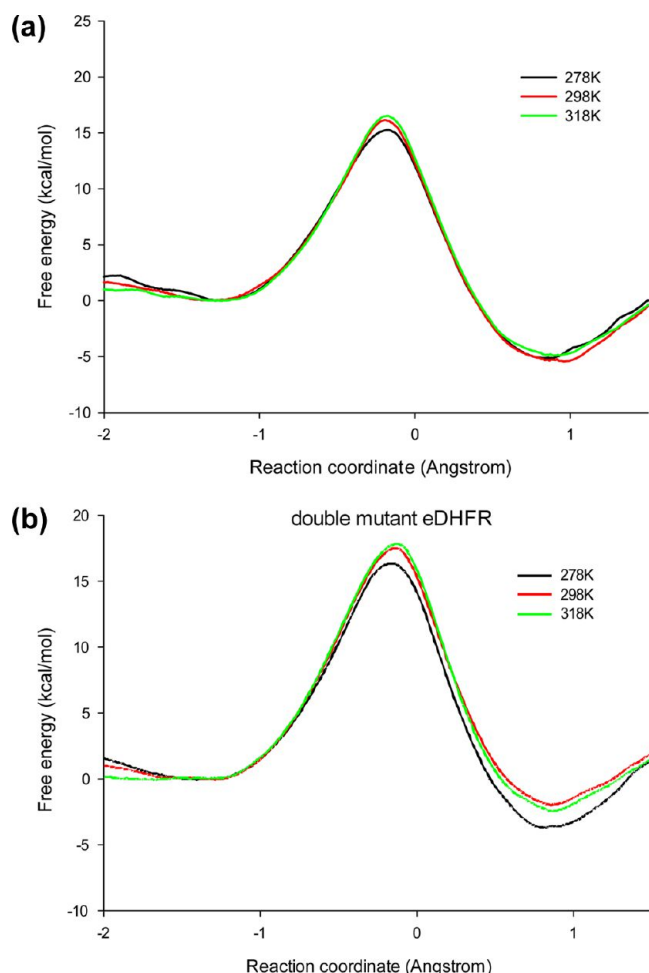 (a)
25
20
15
10
5
0
-5
-10
Free energy (kcal/mol)
278K
298K
318K
-2
-1
0
1
Reaction coordinate (Angstrom)
(b)
double mutant eDHFR
20
15
10
5
0
-5
-10
Free energy (kcal/mol)
278K
298K
318K
-2
-1
0
1
Reaction coordinate (Angstrom)